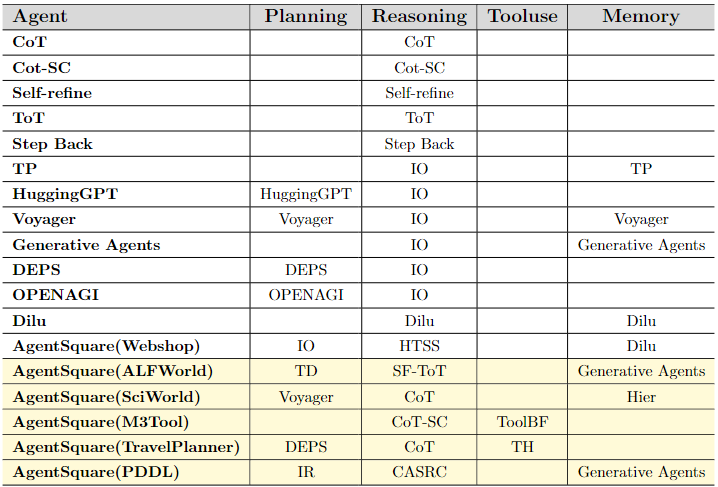 Agent Planning Reasoning Tooluse Memory
CoT CoT
Cot-SC Cot-SC
Self-refine Self-refine
ToT ToT
Step Back Step Back
TP IO TP
HuggingGPT HuggingGPT IO
Voyager Voyager IO Voyager
Generative Agents IO Generative Agents
DEPS DEPS IO
OPENAGI OPENAGI IO
Dilu Dilu Dilu
AgentSquare(Webshop) IO HTSS Dilu
AgentSquare(ALFWorld) TD SF-ToT Generative Agents
AgentSquare(SciWorld) Voyager CoT Hier
AgentSquare(M3Tool) CoT-SC ToolBF
AgentSquare(TravelPlanner) DEPS CoT TH
AgentSquare(PDDL) IR CASRC Generative Agents